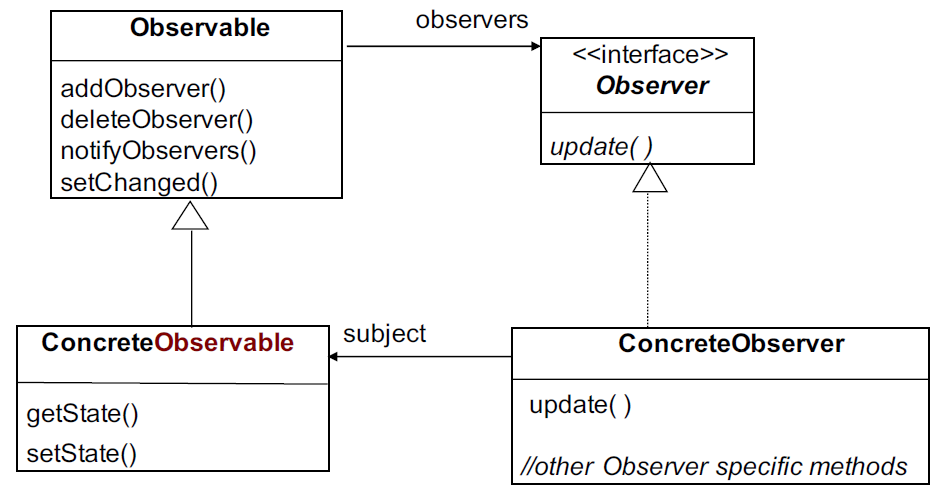 Observable
addObserver()
deleteObserver()
notifyObservers()
setChanged()
observers
<<interface>>
Observer
update( )
ConcreteObservable
getState()
setState()
subject
ConcreteObserver
update( )
//other Observer specific methods